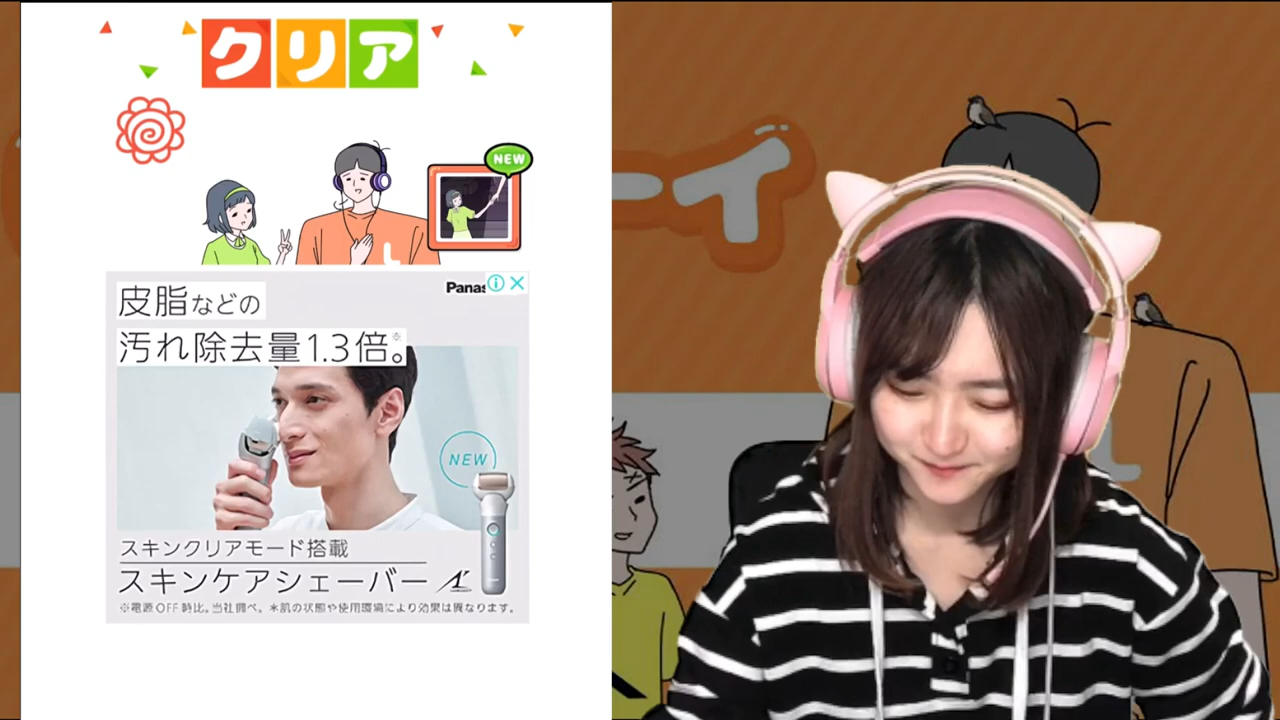 クリア
NEW
皮脂などの
Panas
汚れ除去量1.3倍。※
NEW
スキンクリアモード搭載
スキンケアシェーバー
※電源OFF時比。当社調べ。*肌の状態や使用環境により効果は異なります。
ーイ